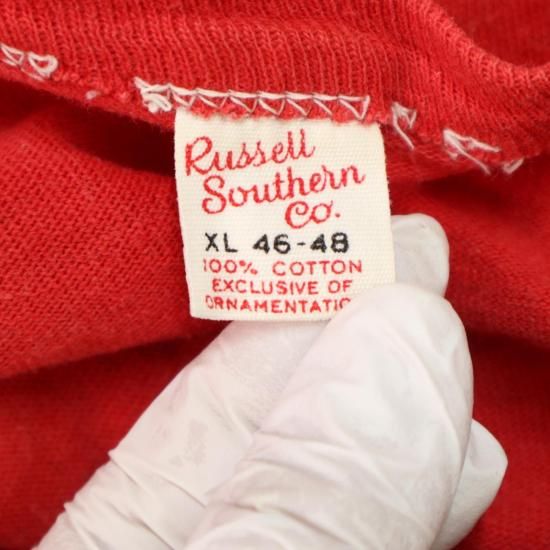 Russell
Southern
Co.
XL 46-48
100% COTTON
EXCLUSIVE OF
ORNAMENTATIO